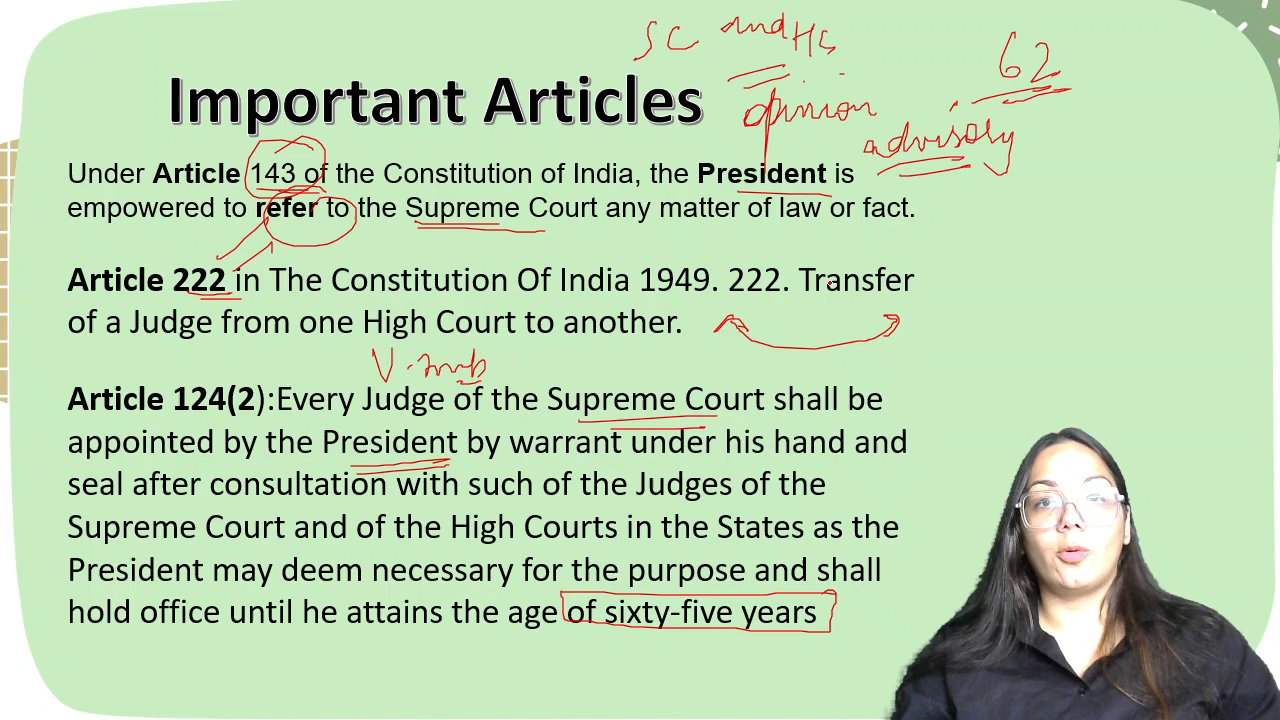 SC and HC
62
Important Articles
opinion
advisory
Under Article 143 of the Constitution of India, the President is
empowered to refer to the Supreme Court any matter of law or fact.
Article 222 in The Constitution Of India 1949. 222. Transfer
of a Judge from one High Court to another.
V. Imb
Article 124(2):Every Judge of the Supreme Court shall be
appointed by the President by warrant under his hand and
seal after consultation with such of the Judges of the
Supreme Court and of the High Courts in the States as the
President may deem necessary for the purpose and shall
hold office until he attains the age of sixty-five years